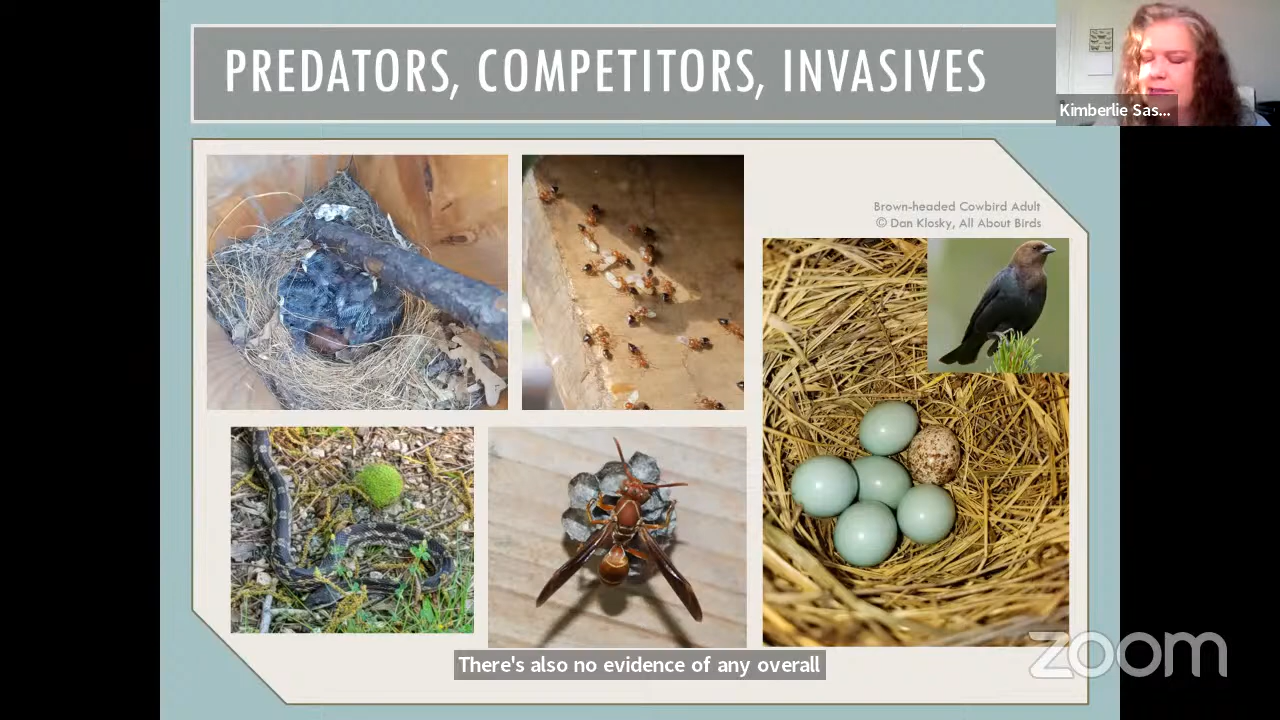 PREDATORS, COMPETITORS, INVASIVES
Kimberlie Sas...
Brown-headed Cowbird Adult
© Dan Klosky, All About Birds
There's also no evidence of any overall
zoom